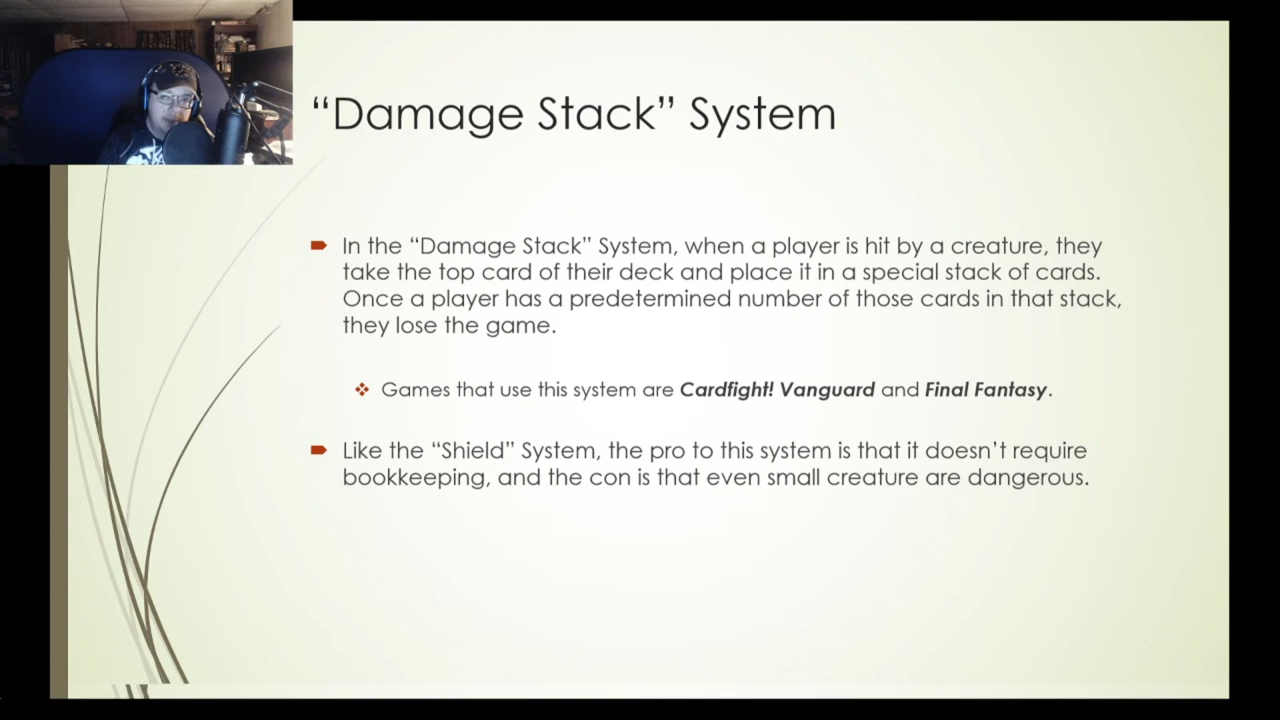 “Damage Stack” System
In the “Damage Stack” System, when a player is hit by a creature, they
take the top card of their deck and place it in a special stack of cards.
Once a player has a predetermined number of those cards in that stack,
they lose the game.
Games that use this system are Cardfight! Vanguard and Final Fantasy.
Like the “Shield” System, the pro to this system is that it doesn’t require
bookkeeping, and the con is that even small creature are dangerous.